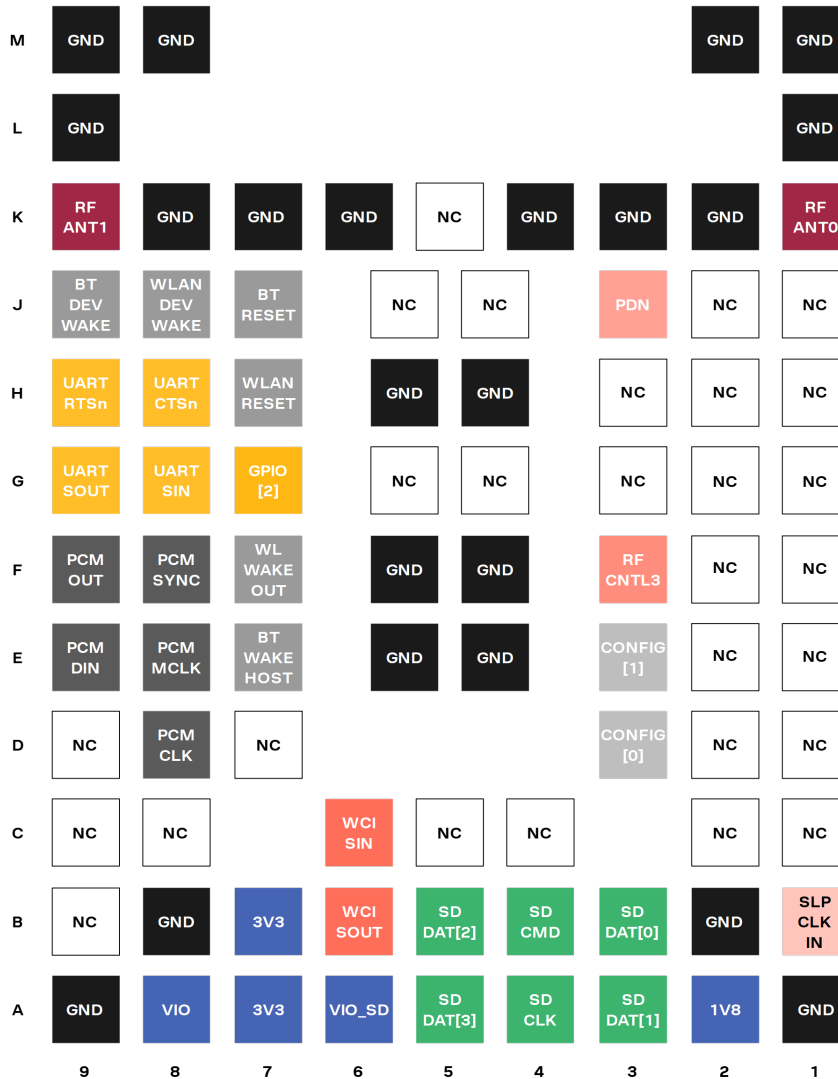 M GND GND GND GND
L GND GND
K RF ANT1 GND GND GND NC GND GND GND RF ANT0
J BT DEV WAKE WLAN DEV WAKE BT RESET NC NC PDN NC NC
H UART RTSn UART CTSn WLAN RESET GND GND NC NC NC
G UART SOUT UART SIN GPIO [2] NC NC NC NC NC
F PCM OUT PCM SYNC WL WAKE OUT GND GND RF CNTL3 NC NC
E PCM DIN PCM MCLK BT WAKE HOST GND GND CONFIG [1] NC NC
D NC PCM CLK NC CONFIG [0] NC NC
C NC NC WCI SIN NC NC NC NC
B NC GND 3V3 WCI SOUT SD DAT[2] SD CMD SD DAT[0] GND SLP CLK IN
A GND VIO 3V3 VIO_SD SD DAT[3] SD CLK SD DAT[1] 1V8 GND
9 8 7 6 5 4 3 2 1